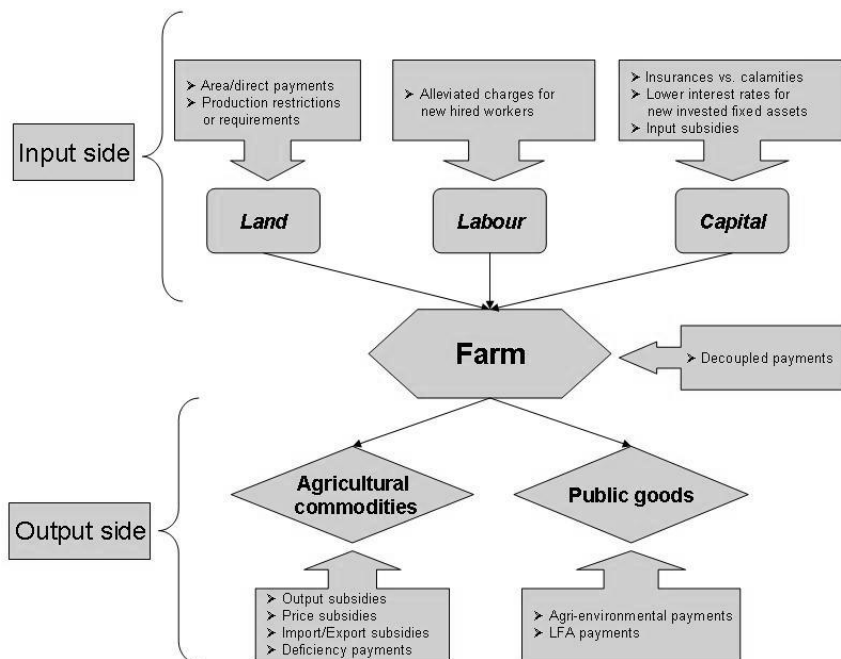 Input side
➢ Area/direct payments
➢ Production restrictions
or requirements
➢ Alleviated charges for
new hired workers
➢ Insurances vs. calamities
➢ Lower interest rates for
new invested fixed assets
➢ Input subsidies
Land
Labour
Capital
Farm
➢ Decoupled payments
Output side
Agricultural
commodities
Public goods
➢ Output subsidies
➢ Price subsidies
➢ Import/Export subsidies
➢ Deficiency payments
➢ Agri-environmental payments
➢ LFA payments